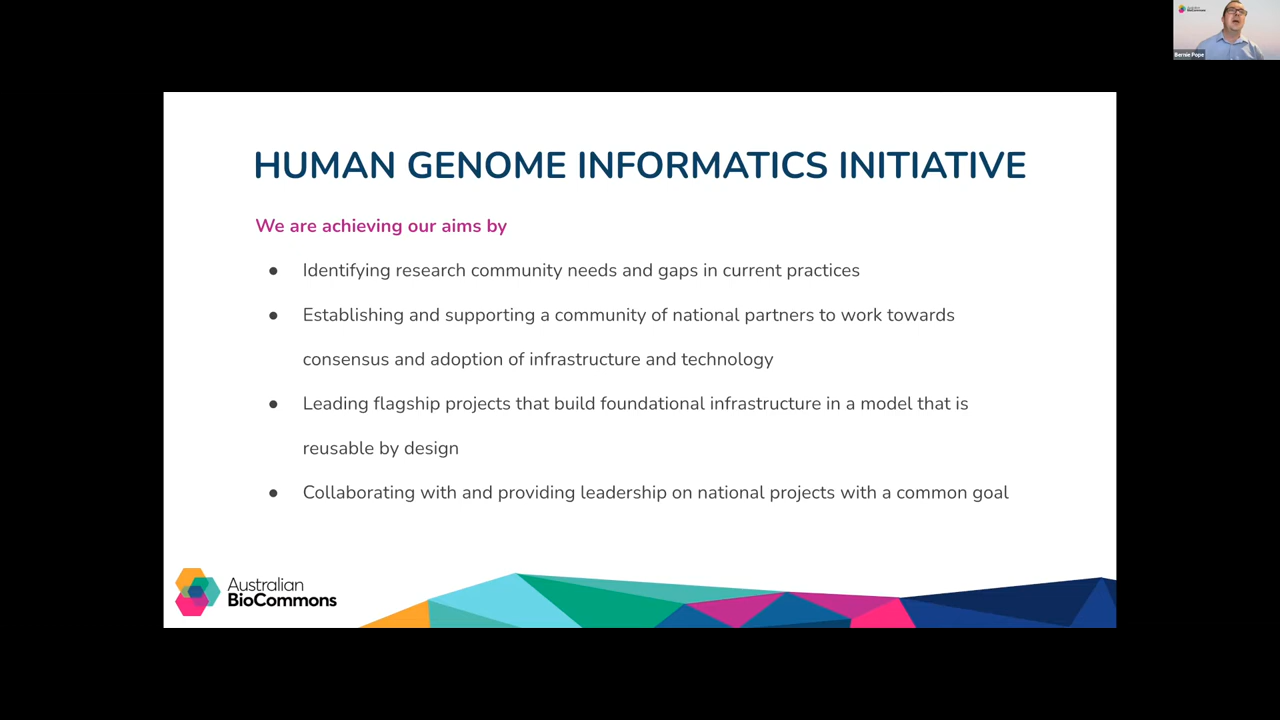 Bernie Pope
HUMAN GENOME INFORMATICS INITIATIVE
We are achieving our aims by
● Identifying research community needs and gaps in current practices
● Establishing and supporting a community of national partners to work towards
consensus and adoption of infrastructure and technology
● Leading flagship projects that build foundational infrastructure in a model that is
reusable by design
● Collaborating with and providing leadership on national projects with a common goal
Australian
BioCommons